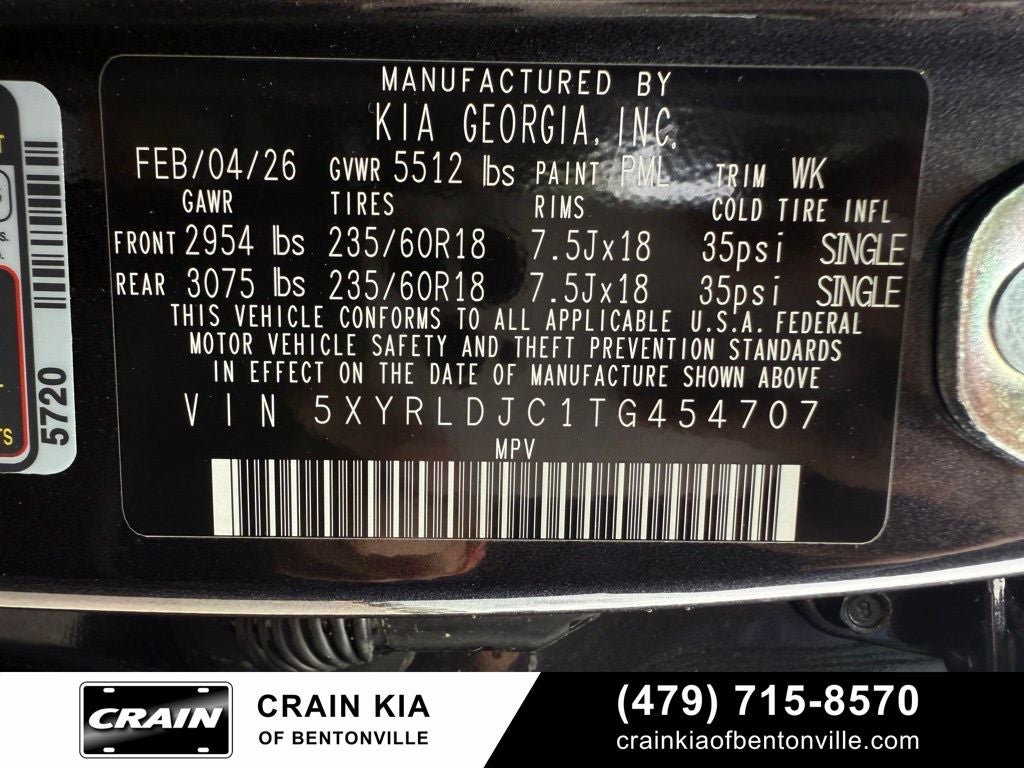 MANUFACTURED BY
KIA GEORGIA, INC.
FEB/04/26 GVWR 5512 lbs PAINT PML TRIM WK
GAWR TIRES RIMS COLD TIRE INFL
FRONT 2954 lbs 235/60R18 7.5Jx18 35psi SINGLE
REAR 3075 lbs 235/60R18 7.5Jx18 35psi SINGLE
THIS VEHICLE CONFORMS TO ALL APPLICABLE U.S.A. FEDERAL
MOTOR VEHICLE SAFETY AND THEFT PREVENTION STANDARDS
IN EFFECT ON THE DATE OF MANUFACTURE SHOWN ABOVE
VIN 5XYRLDJC1TG454707
MPV
5720
CRAIN
CRAIN KIA
OF BENTONVILLE
(479) 715-8570
crainkiaofbentonville.com